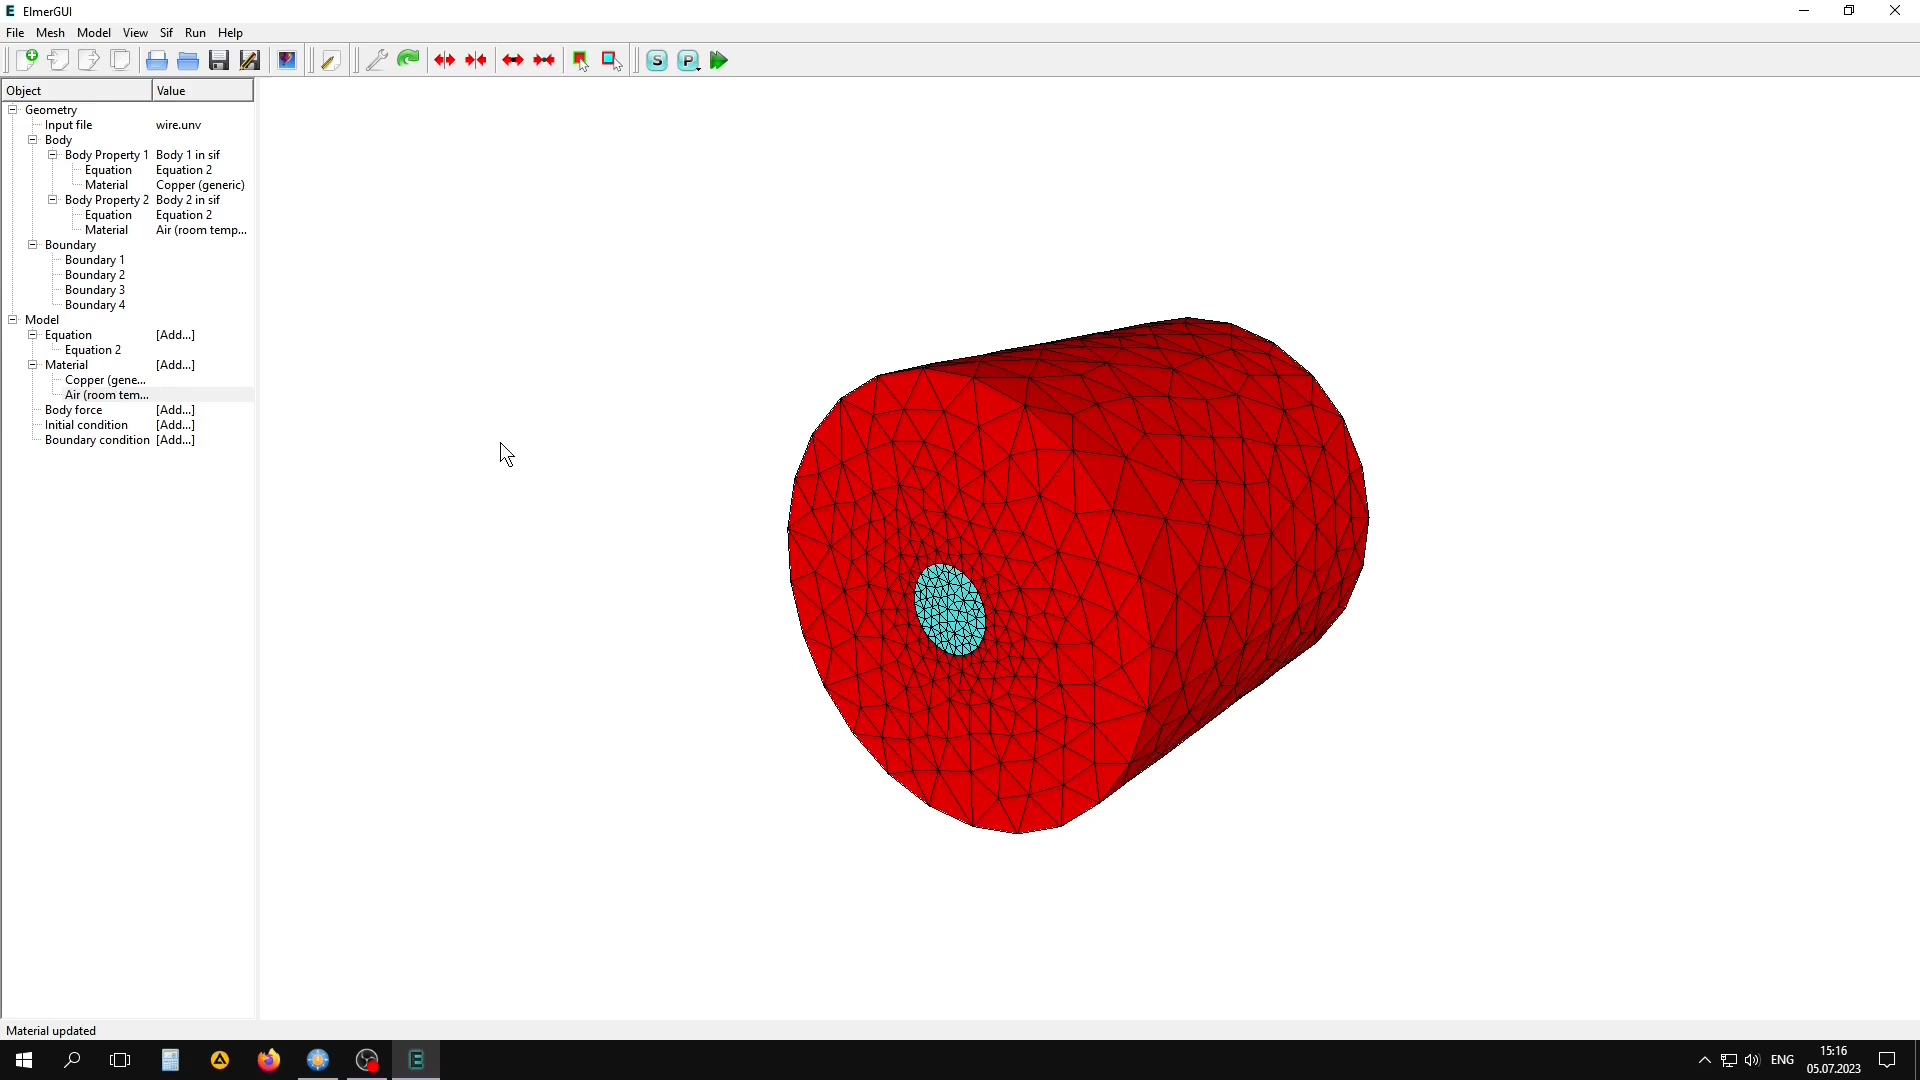 ElmerGUI
File Mesh Model View Sif Run Help
S P
Object Value
Geometry
Input file wire.unv
Body
Body Property 1 Body 1 in sif
Equation Equation 2
Material Copper (generic)
Body Property 2 Body 2 in sif
Equation Equation 2
Material Air (room temp...
Boundary
Boundary 1
Boundary 2
Boundary 3
Boundary 4
Model
Equation [Add...]
Equation 2
Material [Add...]
Copper (gene...
Air (room tem...
Body force [Add...]
Initial condition [Add...]
Boundary condition [Add...]
Material updated
ENG
15:16
05.07.2023